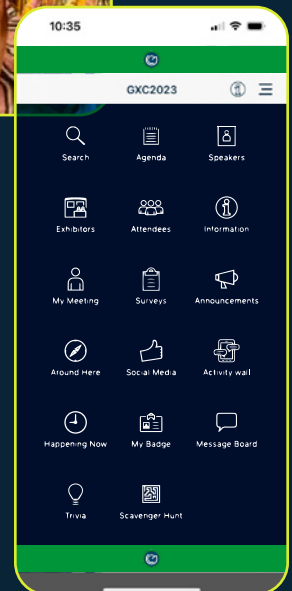 10:35
GXC2023
Search Agenda Speakers
Exhibitors Attendees Information
My Meeting Surveys Announcements
Around Here Social Media Activity wall
Happening Now My Badge Message Board
Trivia Scavenger Hunt